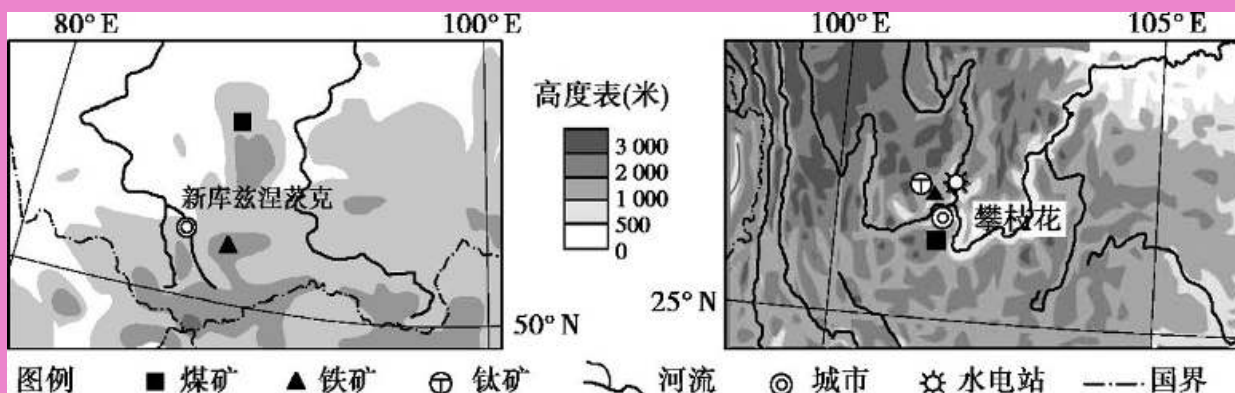 80°E
100°E
新库兹涅茨克
50°N
高度表(米)
3 000
2 000
1 000
500
0
100°E
105°E
攀枝花
25°N
图例 煤矿 铁矿 钛矿 河流 城市 水电站 国界